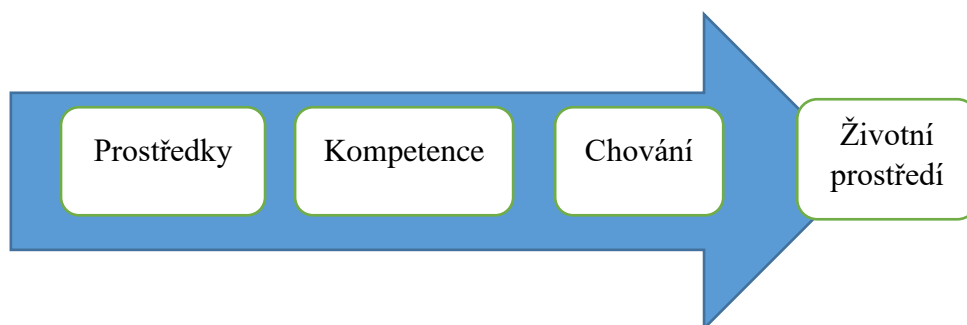 Prostředky
Kompetence
Chování
Životní
prostředí